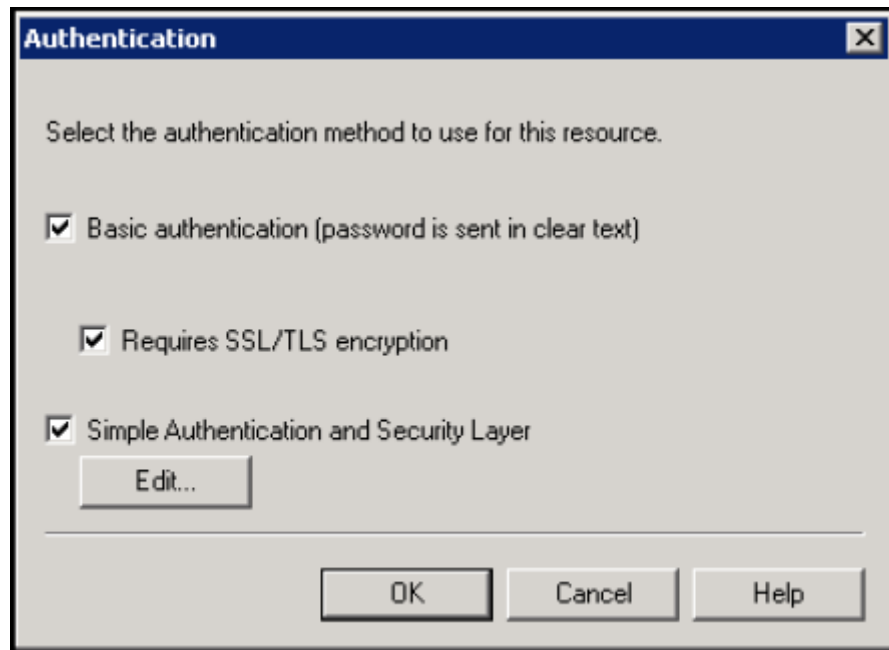 Authentication
Select the authentication method to use for this resource.
Basic authentication (password is sent in clear text)
Requires SSL/TLS encryption
Simple Authentication and Security Layer
Edit...
OK Cancel Help